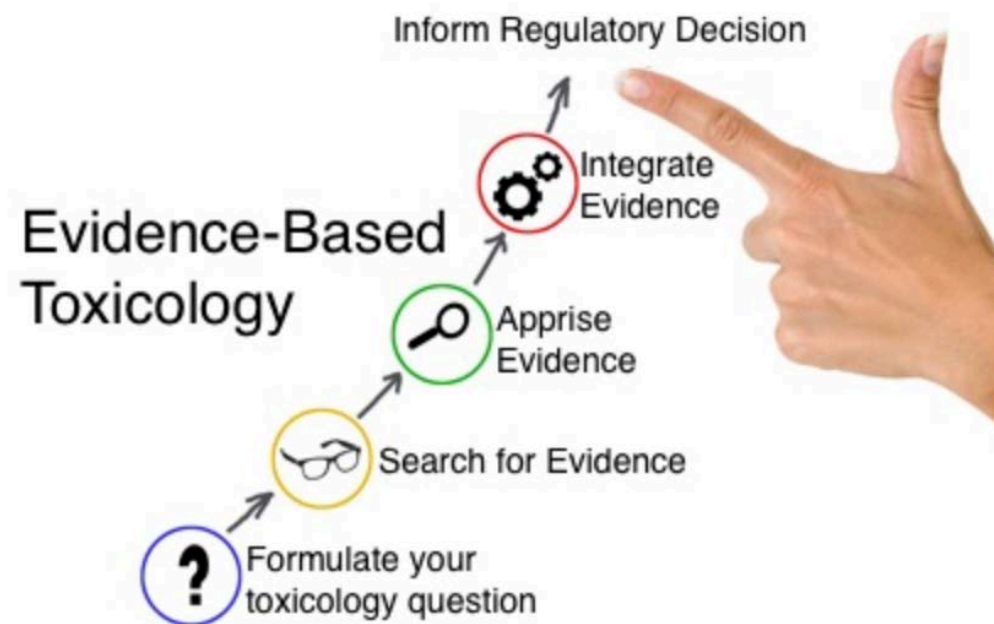 Inform Regulatory Decision
Integrate
Evidence
Evidence-Based
Toxicology
Apprise
Evidence
Search for Evidence
Formulate your
toxicology question